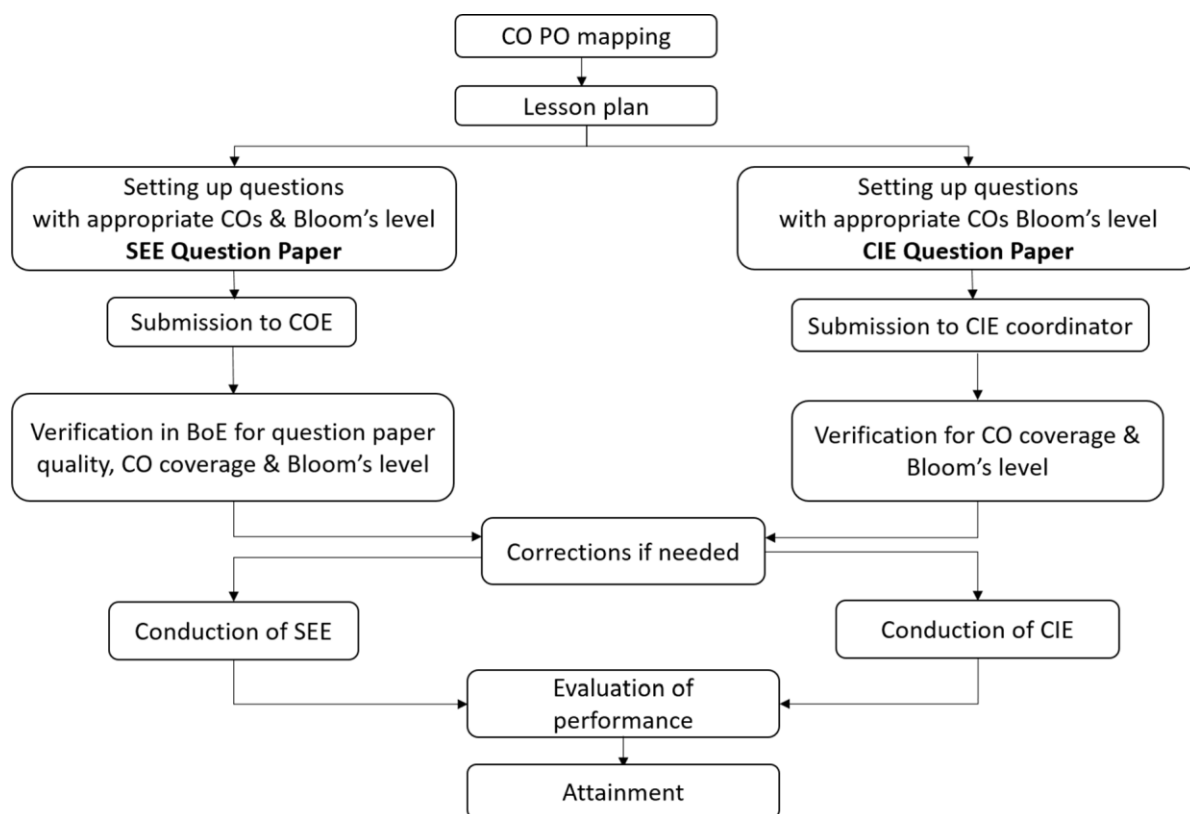 CO PO mapping
Lesson plan
Setting up questions
with appropriate COs & Bloom's level
SEE Question Paper
Setting up questions
with appropriate COs Bloom's level
CIE Question Paper
Submission to COE
Submission to CIE coordinator
Verification in BoE for question paper
quality, CO coverage & Bloom's level
Verification for CO coverage &
Bloom's level
Corrections if needed
Conduction of SEE
Conduction of CIE
Evaluation of
performance
Attainment